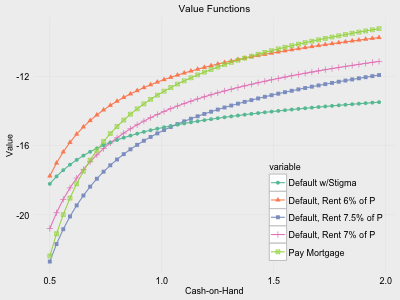 Value Functions
-12
-16
-20
Value
0.5
1.0
1.5
2.0
Cash-on-Hand
variable
Default w/Stigma
Default, Rent 6% of P
Default, Rent 7.5% of P
Default, Rent 7% of P
Pay Mortgage